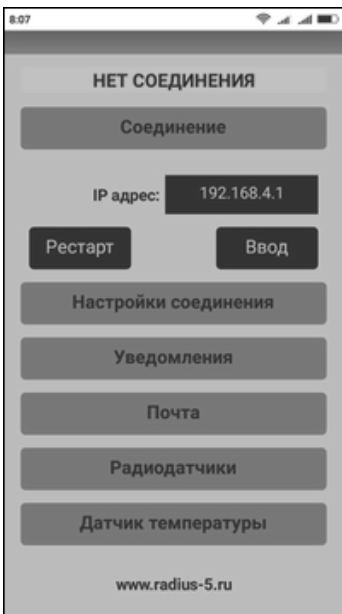 8:07
НЕТ СОЕДИНЕНИЯ
Соединение
IP адрес: 192.168.4.1
Рестарт Ввод
Настройки соединения
Уведомления
Почта
Радиодатчики
Датчик температуры
www.radius-5.ru